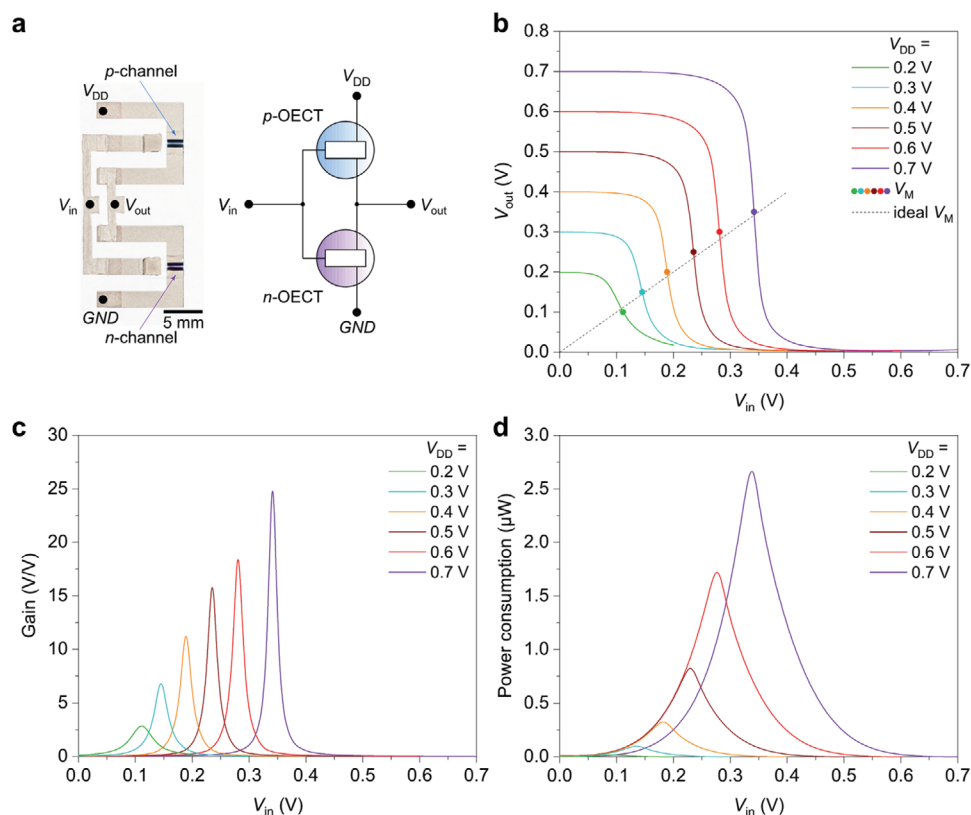 a
p-channel
VDD
Vin
Vout
GND
n-channel
5 mm
VDD
p-OECT
Vin
Vout
n-OECT
GND
b
0.8
0.7
0.6
0.5
0.4
0.3
0.2
0.1
0.0
Vout (V)
0.0 0.1 0.2 0.3 0.4 0.5 0.6 0.7
Vin (V)
VDD =
0.2 V
0.3 V
0.4 V
0.5 V
0.6 V
0.7 V
VM
ideal VM
c
30
25
20
15
10
5
0
Gain (V/V)
0.0 0.1 0.2 0.3 0.4 0.5 0.6 0.7
Vin (V)
VDD =
0.2 V
0.3 V
0.4 V
0.5 V
0.6 V
0.7 V
d
3.0
2.5
2.0
1.5
1.0
0.5
0.0
Power consumption (µW)
0.0 0.1 0.2 0.3 0.4 0.5 0.6 0.7
Vin (V)
VDD =
0.2 V
0.3 V
0.4 V
0.5 V
0.6 V
0.7 V